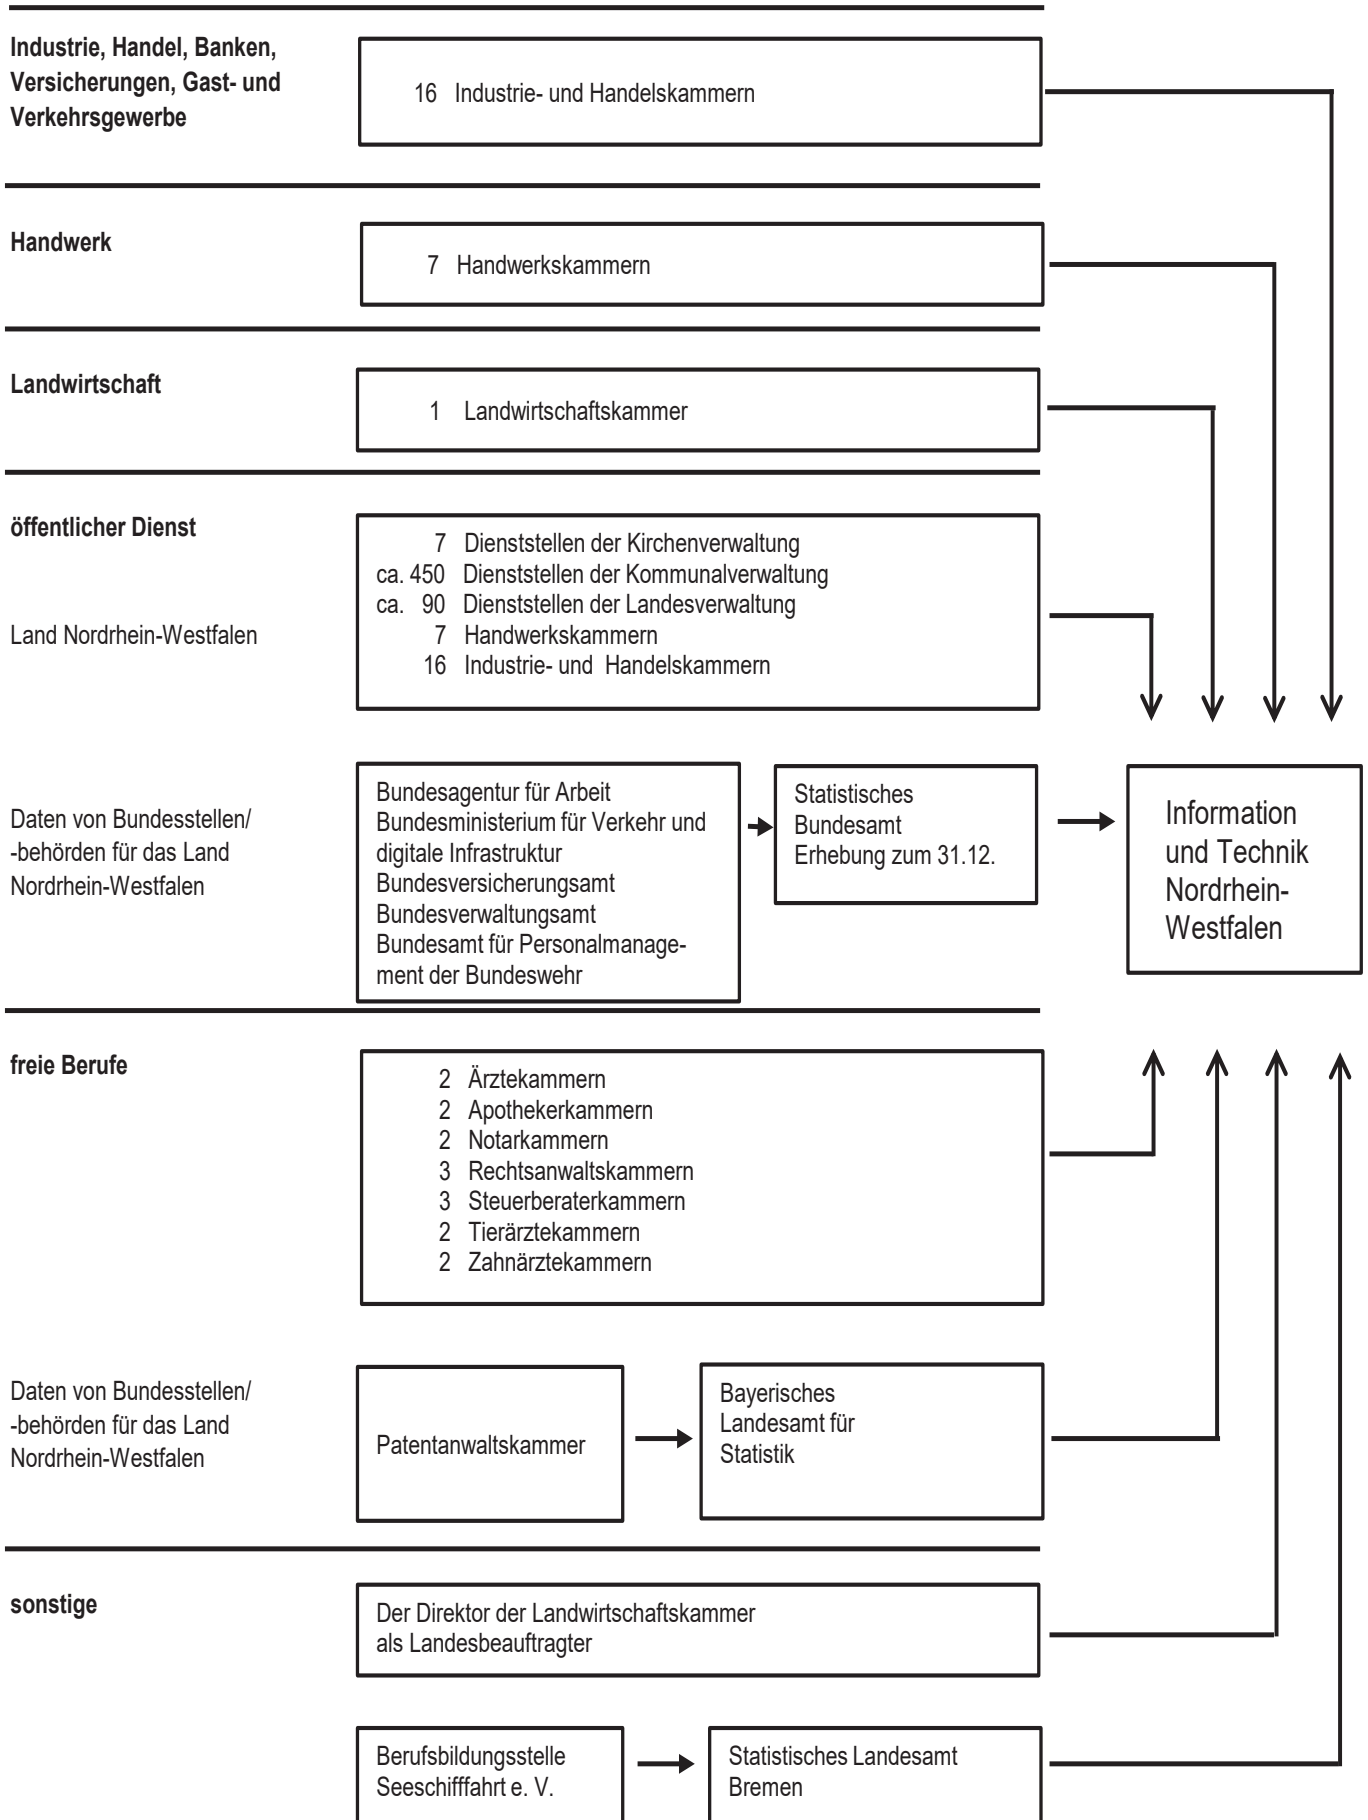 Industrie, Handel, Banken,
Versicherungen, Gast- und
Verkehrsgewerbe
16 Industrie- und Handelskammern
Handwerk
7 Handwerkskammern
Landwirtschaft
1 Landwirtschaftskammer
öffentlicher Dienst
Land Nordrhein-Westfalen
7 Dienststellen der Kirchenverwaltung
ca. 450 Dienststellen der Kommunalverwaltung
ca. 90 Dienststellen der Landesverwaltung
7 Handwerkskammern
16 Industrie- und Handelskammern
Daten von Bundesstellen/
-behörden für das Land
Nordrhein-Westfalen
Bundesagentur für Arbeit
Bundesministerium für Verkehr und
digitale Infrastruktur
Bundesversicherungsamt
Bundesverwaltungsamt
Bundesamt für Personalmanage-
ment der Bundeswehr
Statistisches
Bundesamt
Erhebung zum 31.12.
Information
und Technik
Nordrhein-
Westfalen
freie Berufe
2 Ärztekammern
2 Apothekerkammern
2 Notarkammern
3 Rechtsanwaltskammern
3 Steuerberaterkammern
2 Tierärztekammern
2 Zahnärztekammern
Daten von Bundesstellen/
-behörden für das Land
Nordrhein-Westfalen
Patentanwaltskammer
Bayerisches
Landesamt für
Statistik
sonstige
Der Direktor der Landwirtschaftskammer
als Landesbeauftragter
Berufsbildungsstelle
Seeschifffahrt e. V.
Statistisches Landesamt
Bremen